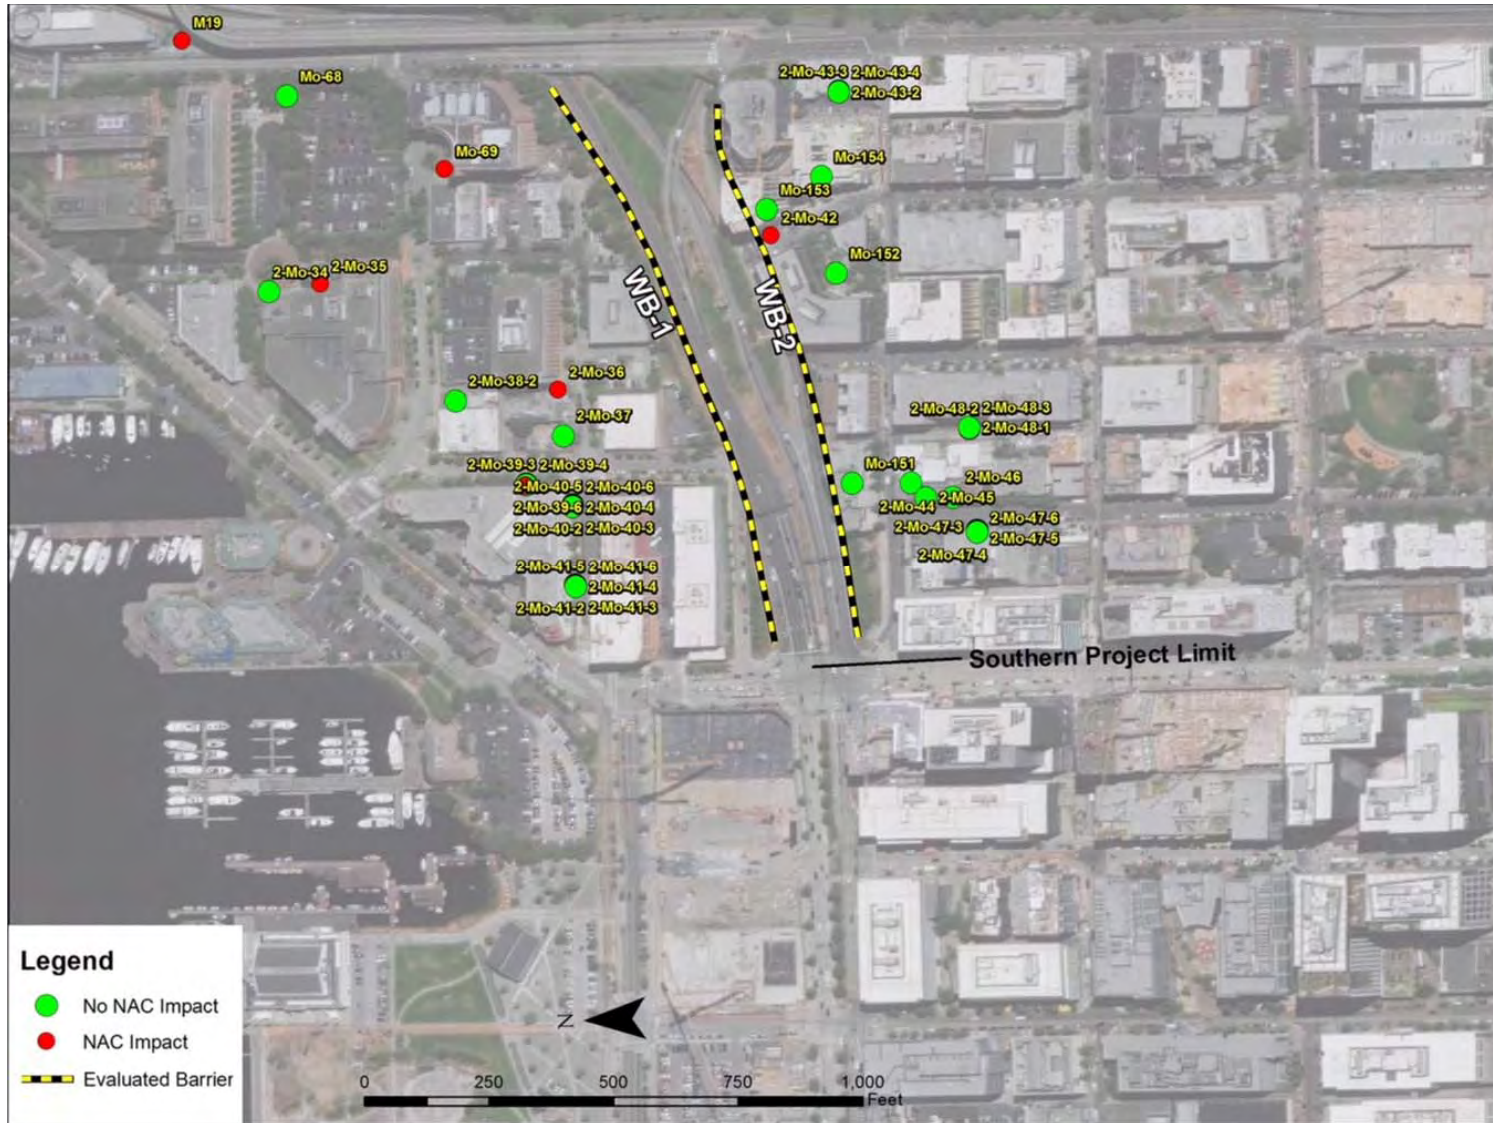 M19
Mo-68
2-Mo-43-3 2-Mo-43-4
2-Mo-43-2
Mo-69
Mo-154
Mo-153
2-Mo-42
Mo-152
2-Mo-34
2-Mo-35
WB-1
WB-2
2-Mo-36
2-Mo-38-2
2-Mo-37
2-Mo-48-2 2-Mo-48-3
2-Mo-48-1
2-Mo-39-3 2-Mo-39-4
Mo-151
2-Mo-46
2-Mo-40-5 2-Mo-40-6
2-Mo-45
2-Mo-39-6 2-Mo-40-4
2-Mo-44
2-Mo-40-2 2-Mo-40-3
2-Mo-47-3 2-Mo-47-6
2-Mo-47-5
2-Mo-47-4
2-Mo-41-5 2-Mo-41-6
2-Mo-41-4
2-Mo-41-2 2-Mo-41-3
Southern Project Limit
Legend
No NAC Impact
NAC Impact
Evaluated Barrier
N
0 250 500 750 1,000
Feet